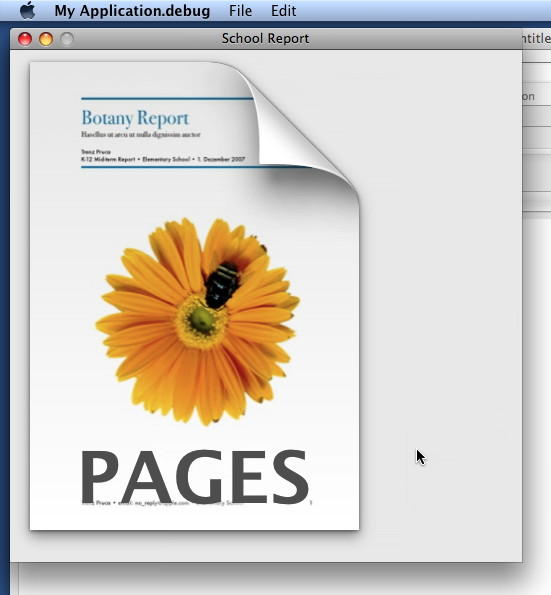 My Application.debug File Edit
School Report
ntitle
on
Botany Report
Hasellus ut arcu ut nulla dignissim auctor
Trenz Pruca
K-12 Midterm Report • Elementary School • 1. Dezember 2007
PAGES
Trenz Pruca • email: no_reply@apple.com • Elementary School 1